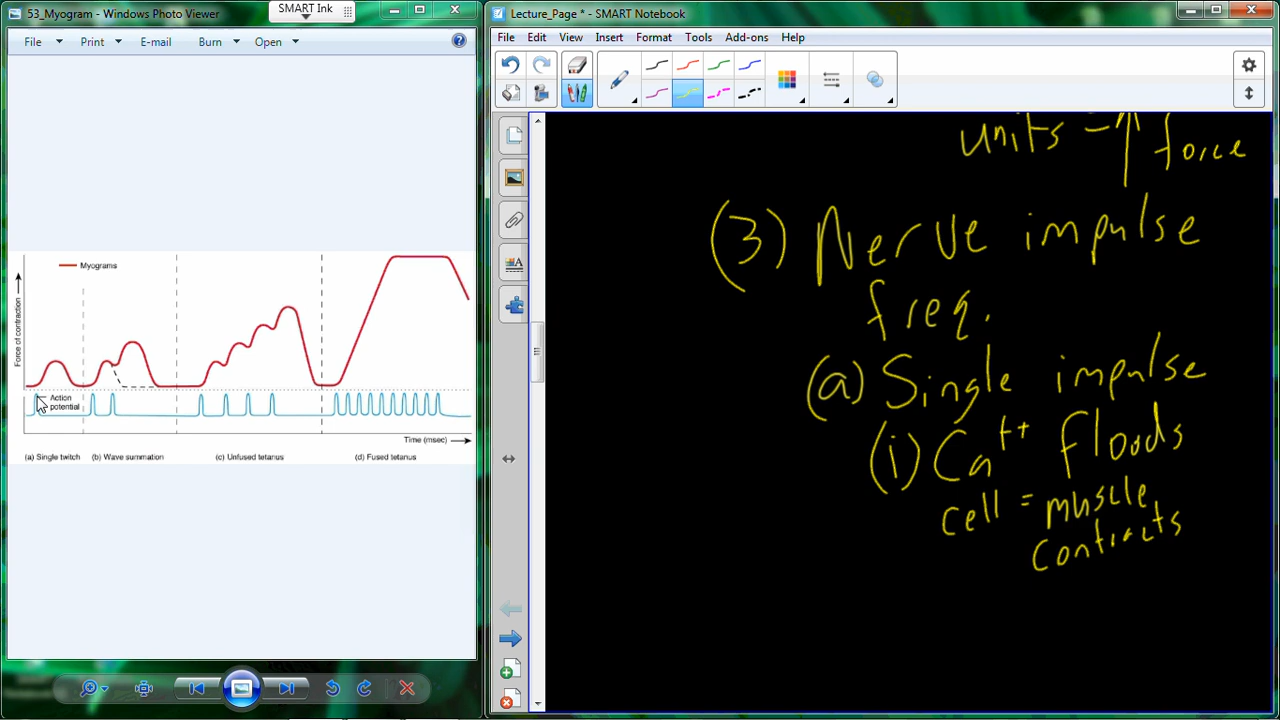 53_Myogram - Windows Photo Viewer
SMART Ink
File Print E-mail Burn Open
Myograms
Force of contraction
Action
potential
Time (msec)
(a) Single twitch (b) Wave summation (c) Unfused tetanus (d) Fused tetanus
Lecture_Page * - SMART Notebook
File Edit View Insert Format Tools Add-ons Help
units - ↑ force
(3) Nerve impulse
freq.
(a) Single impulse
(i) Ca++ floods
cell = muscle
contracts